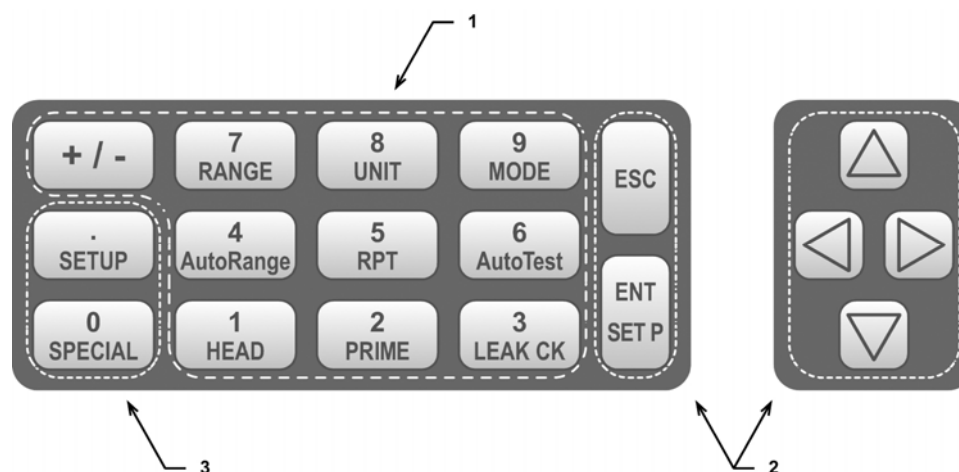 1
+ / -
7
RANGE
8
UNIT
9
MODE
ESC
.
SETUP
4
AutoRange
5
RPT
6
AutoTest
ENT
SET P
0
SPECIAL
1
HEAD
2
PRIME
3
LEAK CK
3
2